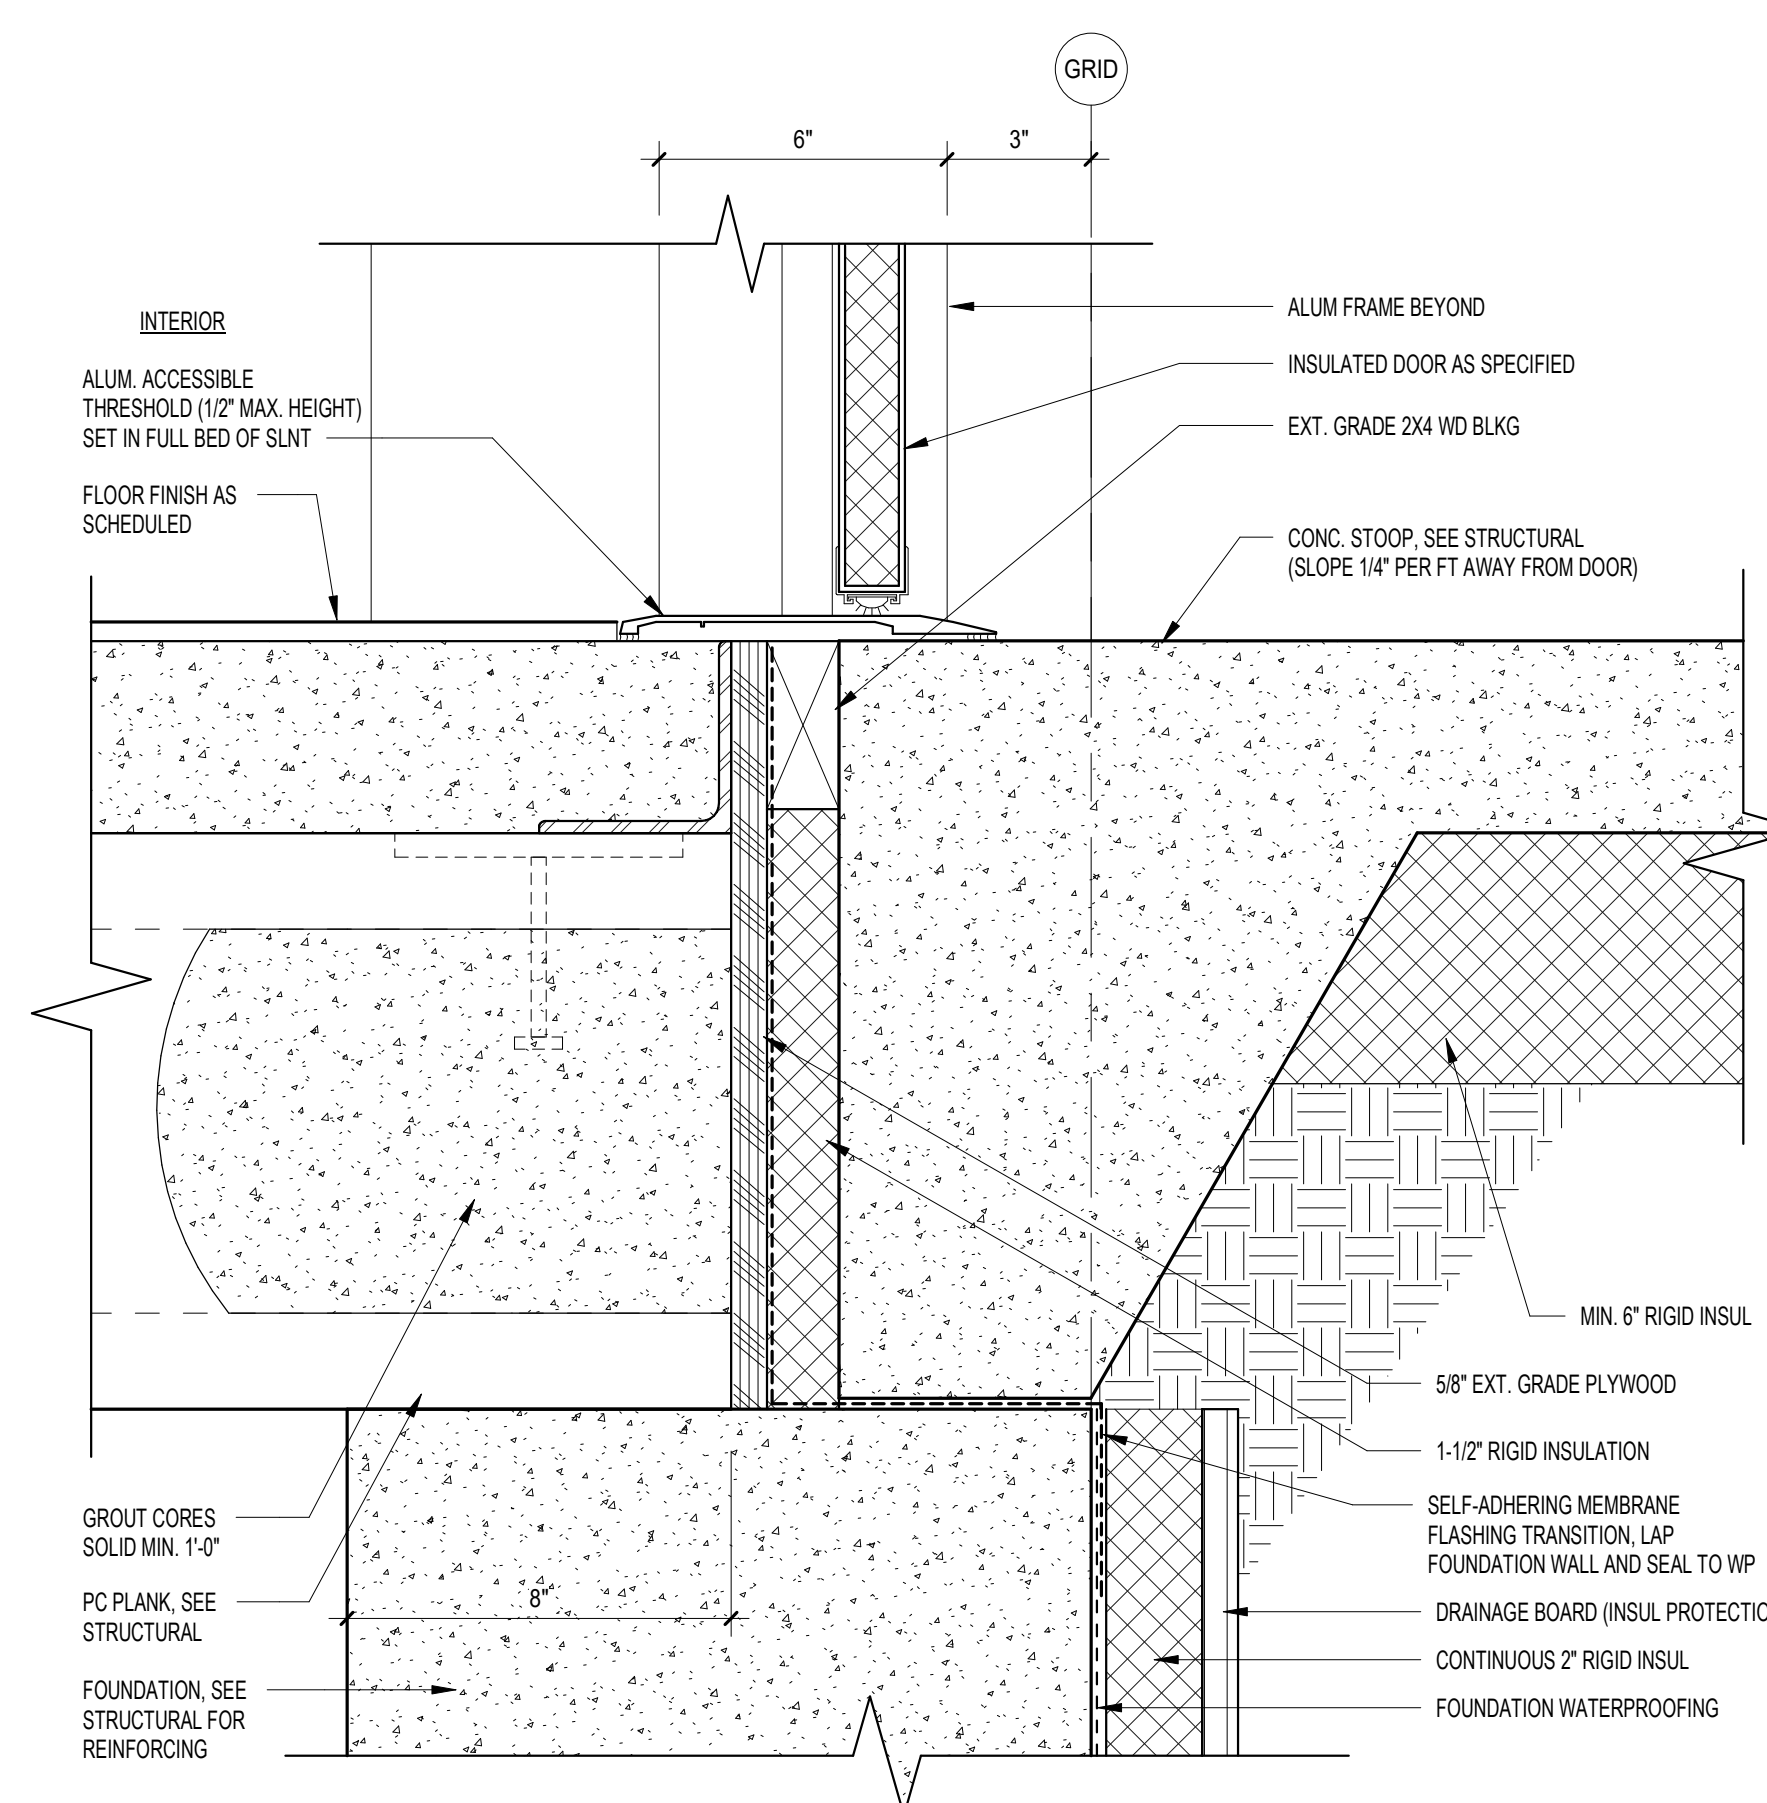 GRID
6"
3"
INTERIOR
ALUM. ACCESSIBLE
THRESHOLD (1/2" MAX. HEIGHT)
SET IN FULL BED OF SLNT
FLOOR FINISH AS
SCHEDULED
ALUM FRAME BEYOND
INSULATED DOOR AS SPECIFIED
EXT. GRADE 2X4 WD BLKG
CONC. STOOP, SEE STRUCTURAL
(SLOPE 1/4" PER FT AWAY FROM DOOR)
MIN. 6" RIGID INSUL
5/8" EXT. GRADE PLYWOOD
1-1/2" RIGID INSULATION
SELF-ADHERING MEMBRANE
FLASHING TRANSITION, LAP
FOUNDATION WALL AND SEAL TO WP
DRAINAGE BOARD (INSUL PROTECTIO
CONTINUOUS 2" RIGID INSUL
FOUNDATION WATERPROOFING
GROUT CORES
SOLID MIN. 1'-0"
PC PLANK, SEE
STRUCTURAL
FOUNDATION, SEE
STRUCTURAL FOR
REINFORCING
8"